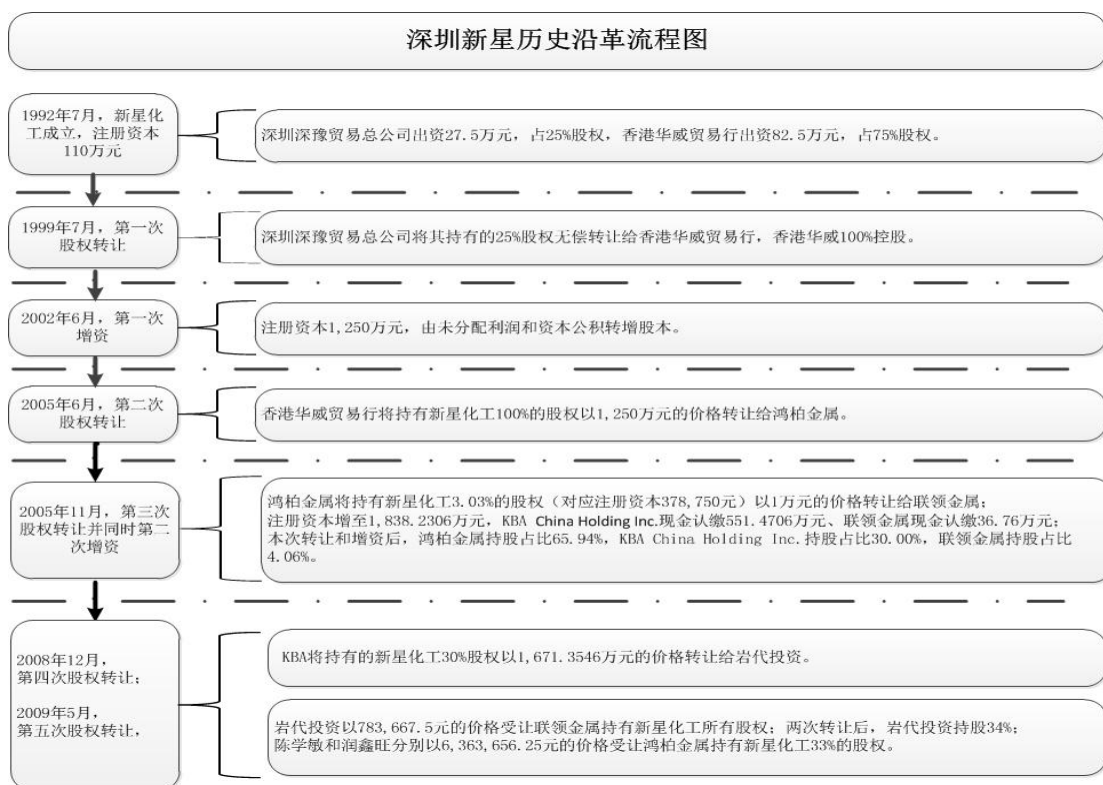 深圳新星历史沿革流程图
1992年7月，新星化
工成立，注册资本
110万元
深圳深豫贸易总公司出资27.5万元，占25%股权，香港华威贸易行出资82.5万元，占75%股权。
1999年7月，第一次
股权转让
深圳深豫贸易总公司将其持有的25%股权无偿转让给香港华威贸易行，香港华威100%控股。
2002年6月，第一次
增资
注册资本1,250万元，由未分配利润和资本公积转增股本。
2005年6月，第二次
股权转让
香港华威贸易行将持有新星化工100%的股权以1,250万元的价格转让给鸿柏金属。
2005年11月，第三次
股权转让并同时第二
次增资
鸿柏金属将持有新星化工3.03%的股权（对应注册资本378,750元）以1万元的价格转让给联领金属；
注册资本增至1,838.2306万元，KBA China Holding Inc.现金认缴551.4706万元、联领金属现金认缴36.76万元；
本次转让和增资后，鸿柏金属持股占比65.94%，KBA China Holding Inc.持股占比30.00%，联领金属持股占比
4.06%。
2008年12月，
第四次股权转让；
2009年5月，
第五次股权转让，
KBA将持有的新星化工30%股权以1,671.3546万元的价格转让给岩代投资。
岩代投资以783,667.5元的价格受让联领金属持有新星化工所有股权；两次转让后，岩代投资持股34%；
陈学敏和润鑫旺分别以6,363,656.25元的价格受让鸿柏金属持有新星化工33%的股权。